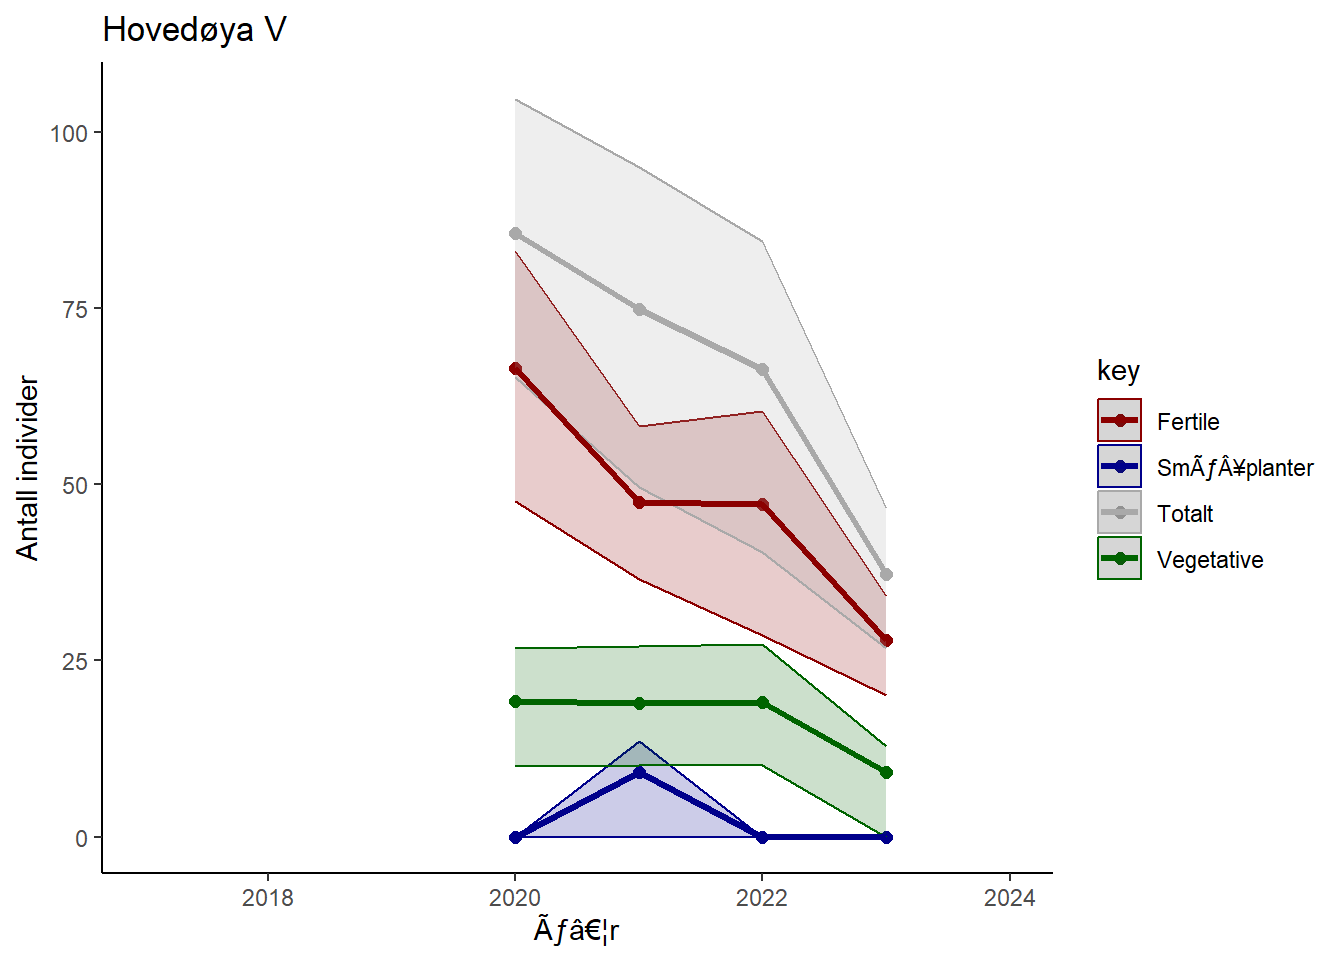 Hovedøya V
100
75
50
25
0
Antall individer
2018
2020
2022
2024
Ãƒâ€¦r
key
Fertile
SmÃƒÂ¥planter
Totalt
Vegetative